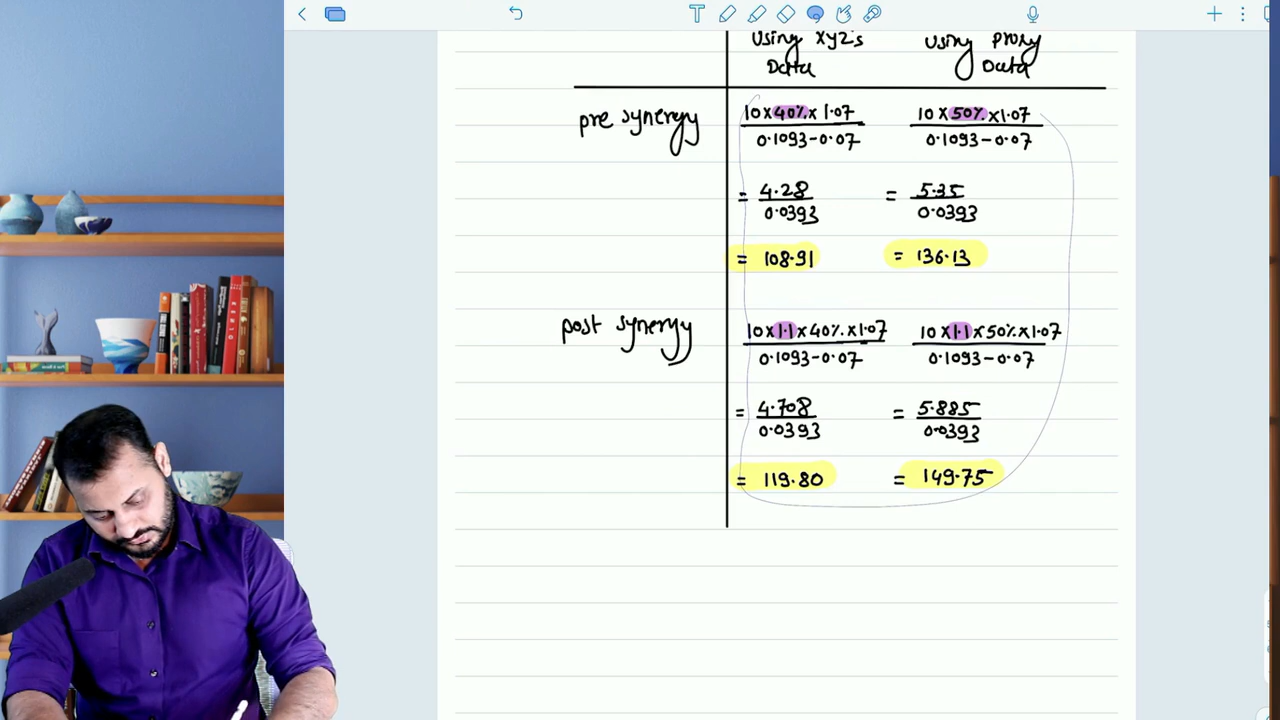 Using XYZ's Using Proxy
Data Data
pre synergy 10 x 40% x 1.07 10 x 50% x 1.07
0.1093-0.07 0.1093-0.07
= 4.28 = 5.35
0.0393 0.0393
= 108.91 = 136.13
post synergy 10 x 1.1 x 40% x 1.07 10 x 1.1 x 50% x 1.07
0.1093-0.07 0.1093-0.07
= 4.708 = 5.885
0.0393 0.0393
= 119.80 = 149.75